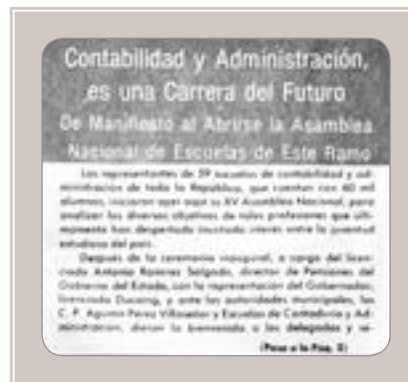 Contabilidad y Administración,
es una Carrera del Futuro
De Manifiesto al Abrirse la Asamblea
Nacional de Escuelas de Este Ramo
Los representantes de 59 escuelas de contabilidad y ad-
ministración de toda la República, que cuentan con 60 mil
alumnos, iniciaron ayer aquí su XV Asamblea Nacional, para
analizar los diversos objetivos de estas profesiones que últi-
mamente han despertado inusitado interés entre la juventud
estudiosa del país.
Después de la ceremonia inaugural, a cargo del licen-
ciado Antonio Ramírez Salgado, director de Pensiones del
Gobierno del Estado, con la representación del Gobernador,
licenciado Ducoing, y ante las autoridades municipales, los
C. P. Agustín Pérez y Escuelas de Contaduría y Ad-
ministración, dieron la bienvenida a los delegados y
(Pasa a la Pág. 2)